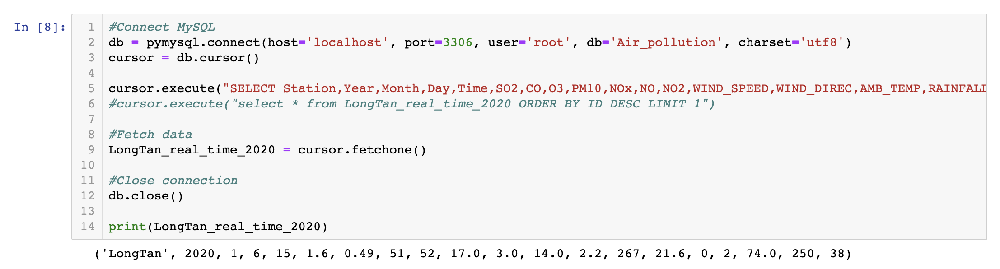 In [8]:
1 #Connect MySQL
2 db = pymysql.connect(host='localhost', port=3306, user='root', db='Air_pollution', charset='utf8')
3 cursor = db.cursor()
4
5 cursor.execute("SELECT Station,Year,Month,Day,Time,SO2,CO,O3,PM10,NOx,NO,NO2,WIND_SPEED,WIND_DIREC,AMB_TEMP,RAINFALL
6 #cursor.execute("select * from LongTan_real_time_2020 ORDER BY ID DESC LIMIT 1")
7
8 #Fetch data
9 LongTan_real_time_2020 = cursor.fetchone()
10
11 #Close connection
12 db.close()
13
14 print(LongTan_real_time_2020)
('LongTan', 2020, 1, 6, 15, 1.6, 0.49, 51, 52, 17.0, 3.0, 14.0, 2.2, 267, 21.6, 0, 2, 74.0, 250, 38)